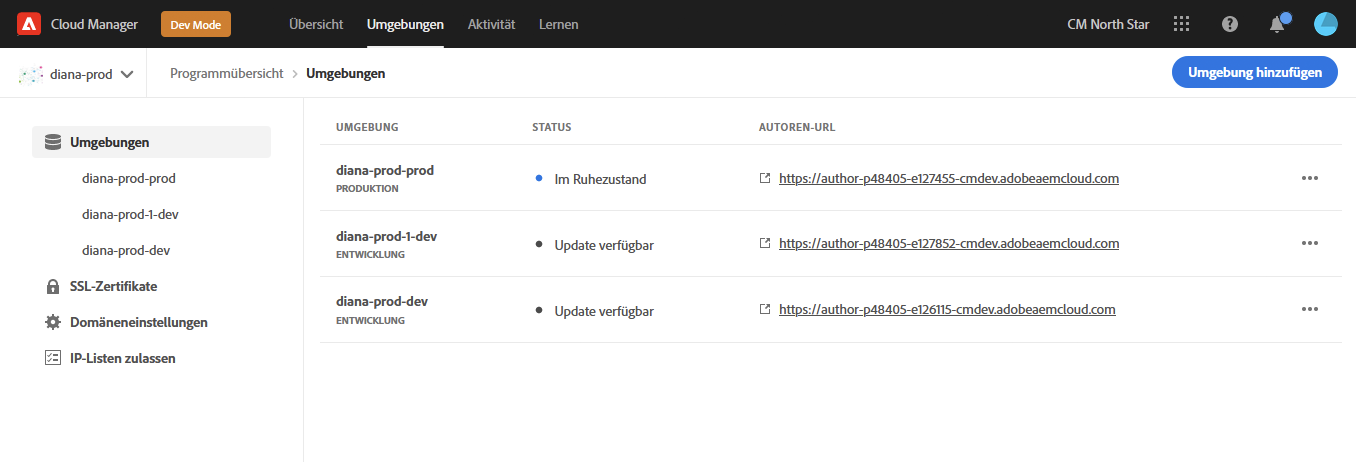 Cloud Manager Dev Mode Übersicht Umgebungen Aktivität Lernen CM North Star
diana-prod Programmübersicht > Umgebungen Umgebung hinzufügen
Umgebungen
diana-prod-prod
diana-prod-1-dev
diana-prod-dev
SSL-Zertifikate
Domäneneinstellungen
IP-Listen zulassen
UMGEBUNG STATUS AUTOREN-URL
diana-prod-prod
PRODUKTION
Im Ruhezustand
https://author-p48405-e127455-cmdev.adobeaemcloud.com
diana-prod-1-dev
ENTWICKLUNG
Update verfügbar
https://author-p48405-e127852-cmdev.adobeaemcloud.com
diana-prod-dev
ENTWICKLUNG
Update verfügbar
https://author-p48405-e126115-cmdev.adobeaemcloud.com